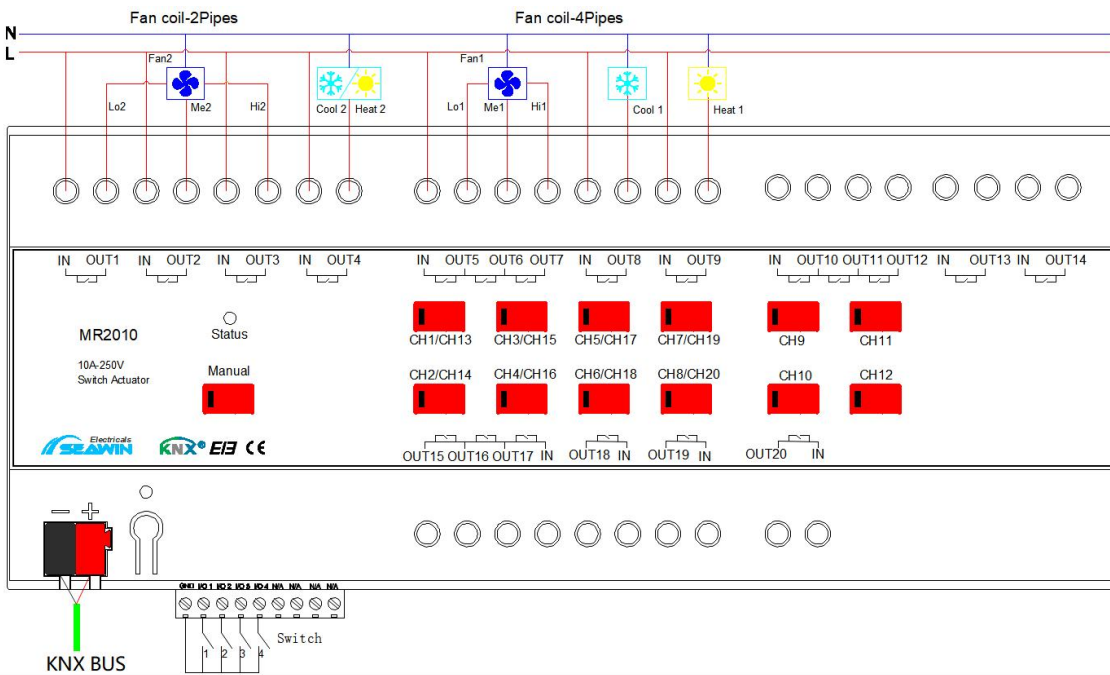 Fan coil-2Pipes Fan coil-4Pipes
N
L
Fan2 Fan1
Lo2 Me2 Hi2 Cool 2 Heat 2 Lo1 Me1 Hi1 Cool 1 Heat 1
IN OUT1 IN OUT2 IN OUT3 IN OUT4 IN OUT5 OUT6 OUT7 IN OUT8 IN OUT9 IN OUT10 OUT11 OUT12 IN OUT13 IN OUT14
MR2010 Status CH1/CH13 CH3/CH15 CH5/CH17 CH7/CH19 CH9 CH11
10A-250V
Switch Actuator
Manual CH2/CH14 CH4/CH16 CH6/CH18 CH8/CH20 CH10 CH12
Electricals
SEAWIN KNX® EIB CE
OUT15 OUT16 OUT17 IN OUT18 IN OUT19 IN OUT20 IN
− +
GND I/O 1 I/O 2 I/O 3 I/O 4 N/A N/A N/A N/A
1 2 3 4 Switch
KNX BUS